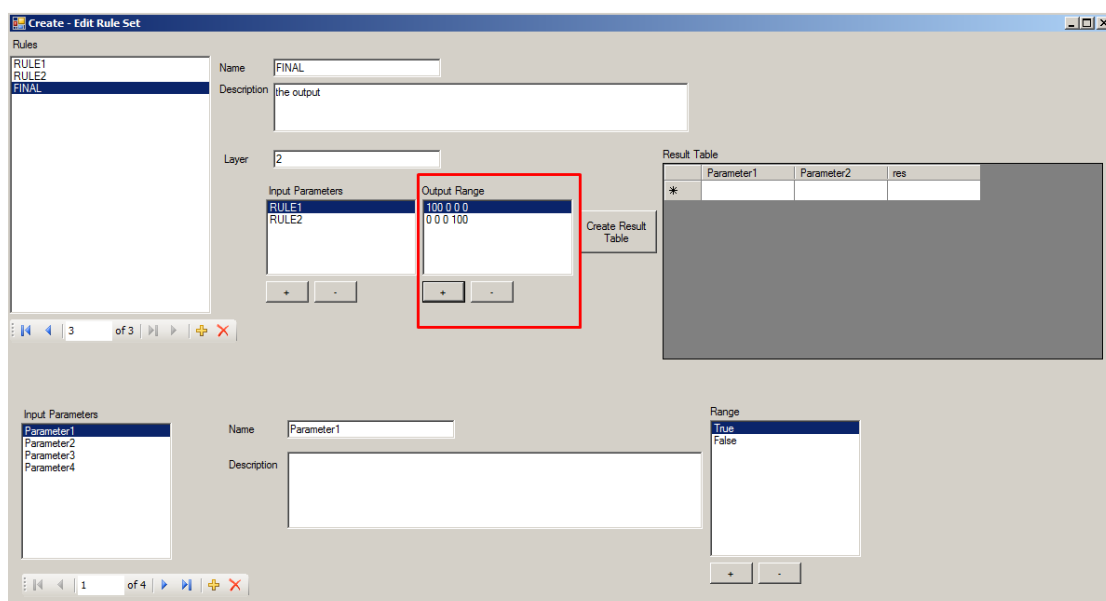 Create - Edit Rule Set
Rules
RULE1
RULE2
FINAL
Name
FINAL
Description
the output
Layer
2
Input Parameters
RULE1
RULE2
+ -
Output Range
100 0 0 0
0 0 0 100
+ -
Create Result
Table
Result Table
Parameter1 Parameter2 res
3 of 3
Input Parameters
Parameter1
Parameter2
Parameter3
Parameter4
1 of 4
Name
Parameter1
Description
Range
True
False
+ -